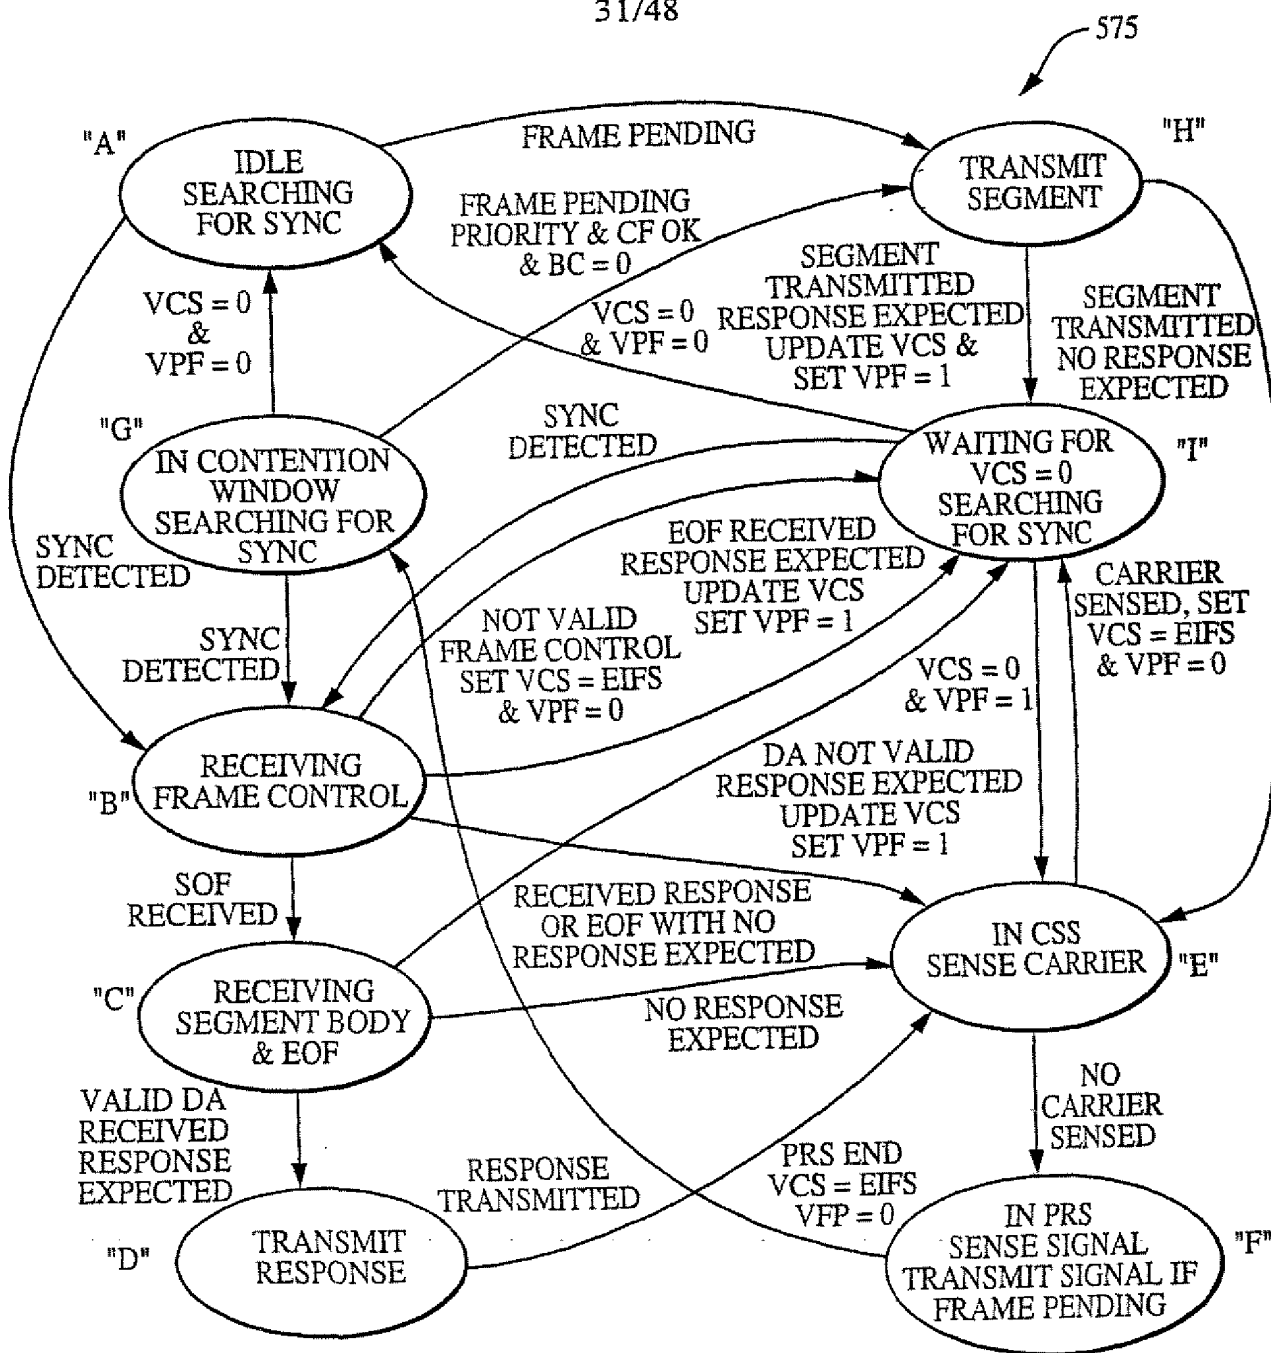 31/48
575
"A"
IDLE
SEARCHING
FOR SYNC
FRAME PENDING
"H"
TRANSMIT
SEGMENT
FRAME PENDING
PRIORITY & CF OK
& BC = 0
VCS = 0
&
VPF = 0
VCS = 0
& VPF = 0
SEGMENT
TRANSMITTED
RESPONSE EXPECTED
UPDATE VCS &
SET VPF = 1
SEGMENT
TRANSMITTED
NO RESPONSE
EXPECTED
"G"
IN CONTENTION
WINDOW
SEARCHING FOR
SYNC
SYNC
DETECTED
WAITING FOR
VCS = 0
SEARCHING
FOR SYNC
"I"
SYNC
DETECTED
SYNC
DETECTED
EOF RECEIVED
RESPONSE EXPECTED
UPDATE VCS
SET VPF = 1
CARRIER
SENSED, SET
VCS = EIFS
& VPF = 0
NOT VALID
FRAME CONTROL
SET VCS = EIFS
& VPF = 0
VCS = 0
& VPF = 1
"B"
RECEIVING
FRAME CONTROL
DA NOT VALID
RESPONSE EXPECTED
UPDATE VCS
SET VPF = 1
SOF
RECEIVED
RECEIVED RESPONSE
OR EOF WITH NO
RESPONSE EXPECTED
IN CSS
SENSE CARRIER
"E"
"C"
RECEIVING
SEGMENT BODY
& EOF
NO RESPONSE
EXPECTED
VALID DA
RECEIVED
RESPONSE
EXPECTED
NO
CARRIER
SENSED
RESPONSE
TRANSMITTED
PRS END
VCS = EIFS
VFP = 0
"D"
TRANSMIT
RESPONSE
IN PRS
SENSE SIGNAL
TRANSMIT SIGNAL IF
FRAME PENDING
"F"